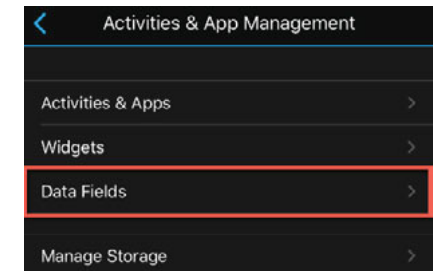 Activities & App Management
Activities & Apps
Widgets
Data Fields
Manage Storage